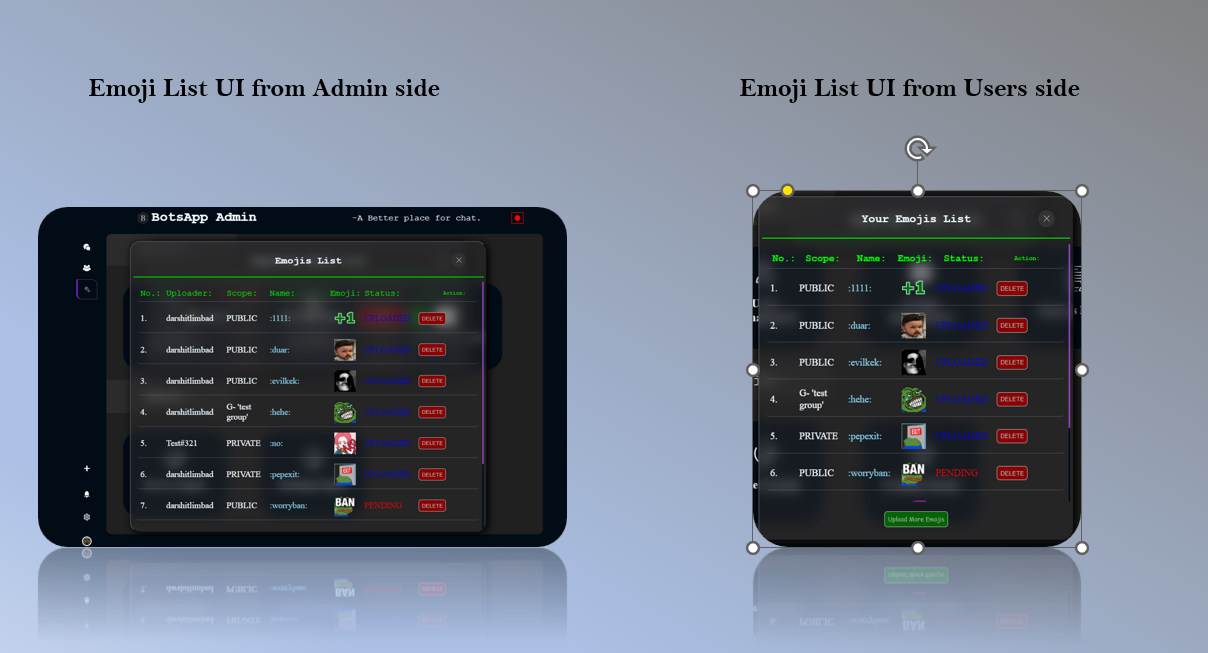 Emoji List UI from Admin side
Emoji List UI from Users side
BotsApp Admin
-A Better place for chat.
Emojis List
No.: Uploader: Scope: Name: Emoji: Status: Action:
1. darshitlimbad PUBLIC :1111: +1 UPLOADED DELETE
2. darshitlimbad PUBLIC :duar: UPLOADED DELETE
3. darshitlimbad PUBLIC :evilkek: UPLOADED DELETE
4. darshitlimbad G- 'test
group' :hehe: UPLOADED DELETE
5. Test#321 PRIVATE :no: UPLOADED DELETE
6. darshitlimbad PRIVATE :pepexit: EXIT UPLOADED DELETE
7. darshitlimbad PUBLIC :worryban: BAN PENDING DELETE
Your Emojis List
No.: Scope: Name: Emoji: Status: Action:
1. PUBLIC :1111: +1 UPLOADED DELETE
2. PUBLIC :duar: UPLOADED DELETE
3. PUBLIC :evilkek: UPLOADED DELETE
4. G- 'test
group' :hehe: UPLOADED DELETE
5. PRIVATE :pepexit: EXIT UPLOADED DELETE
6. PUBLIC :worryban: BAN PENDING DELETE
Upload More Emojis